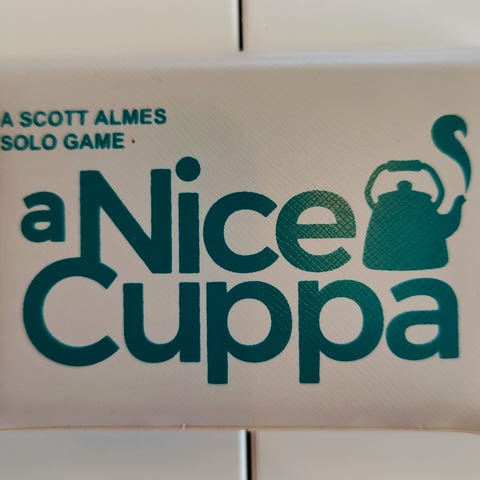 A SCOTT ALMES
SOLO GAME
a Nice
Cuppa